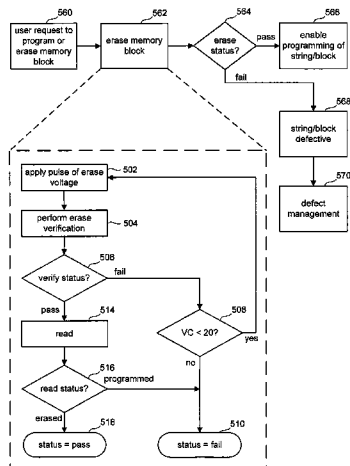 560
user request to
program or erase
memory block
562
erase memory
block
564
erase
status?
pass
566
enable
programming of
string/block
fail
568
string/block
defective
570
defect
management
apply pulse of erase
voltage
502
perform erase
verification
504
506
verify status?
fail
pass
514
read
508
VC < 20?
yes
no
516
read status?
programmed
erased
518
status = pass
510
status = fail